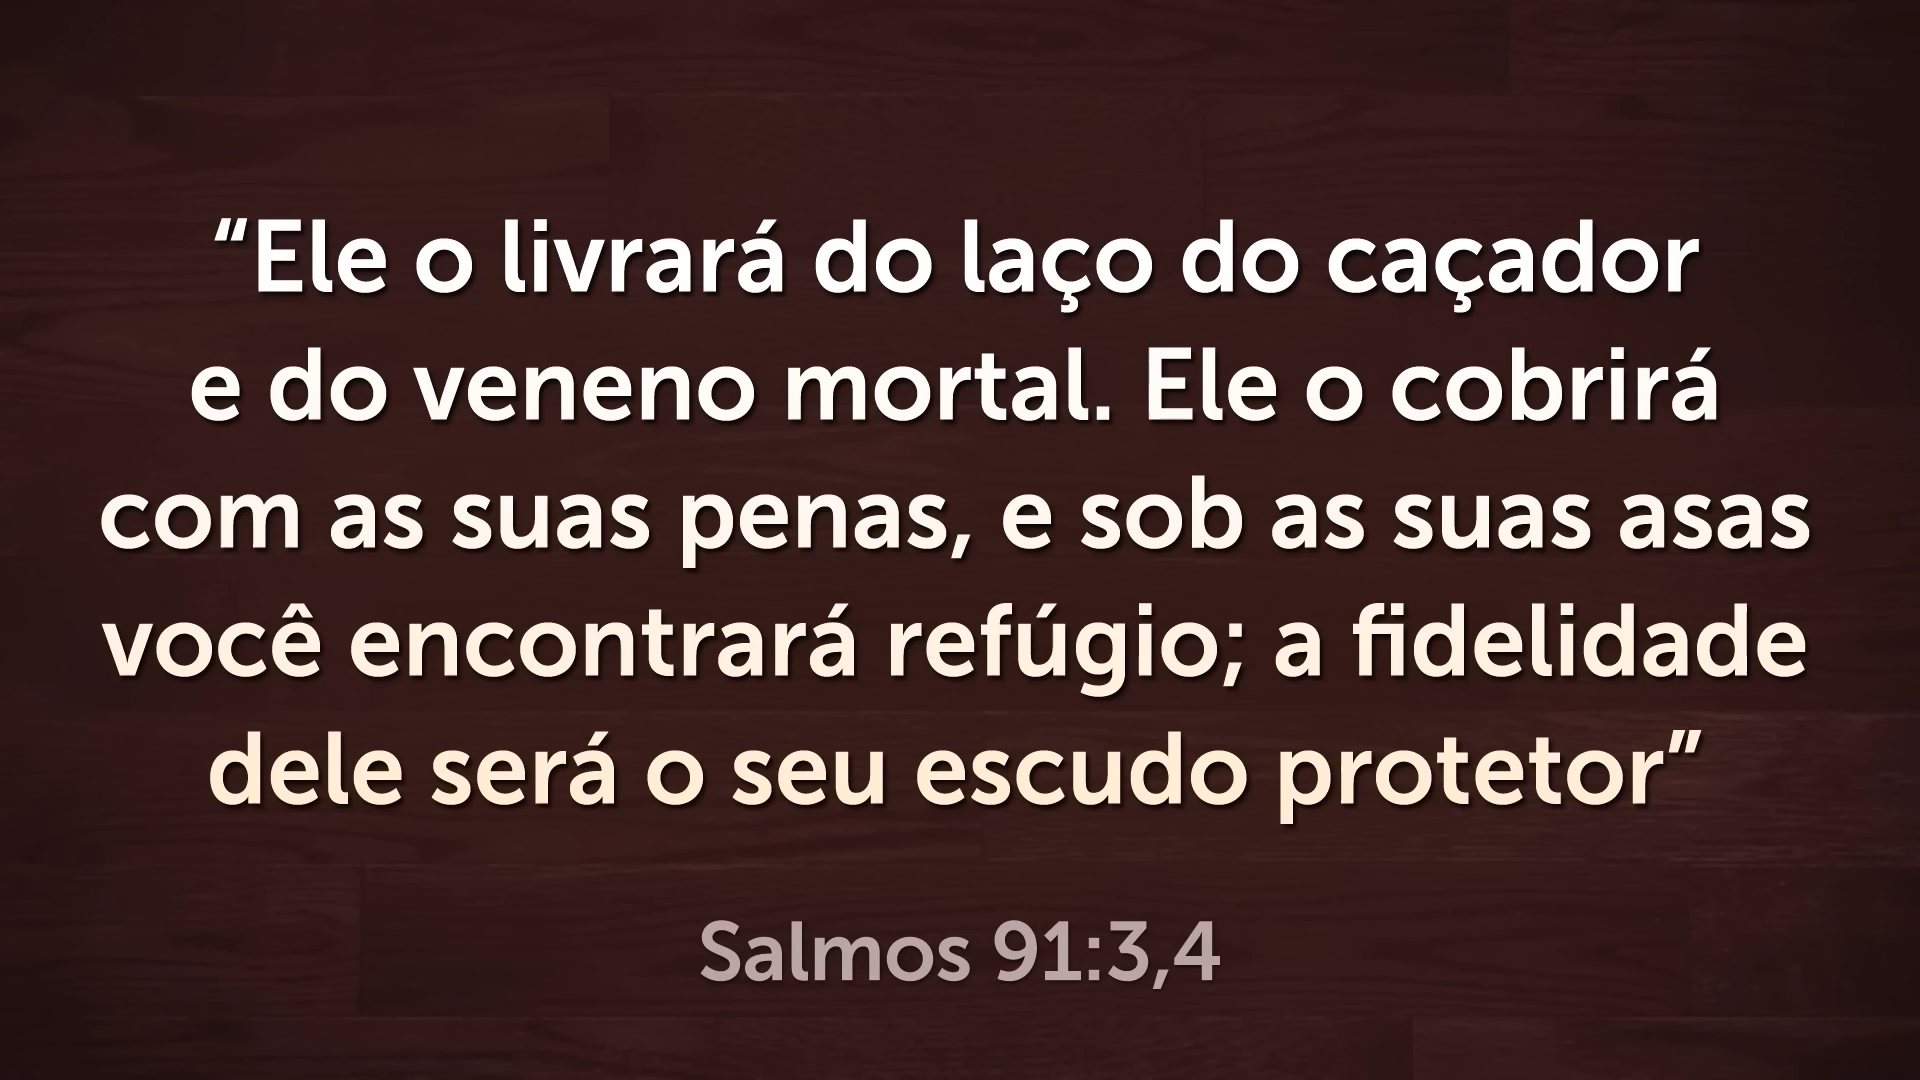 “Ele o livrará do laço do caçador
e do veneno mortal. Ele o cobrirá
com as suas penas, e sob as suas asas
você encontrará refúgio; a fidelidade
dele será o seu escudo protetor”
Salmos 91:3,4